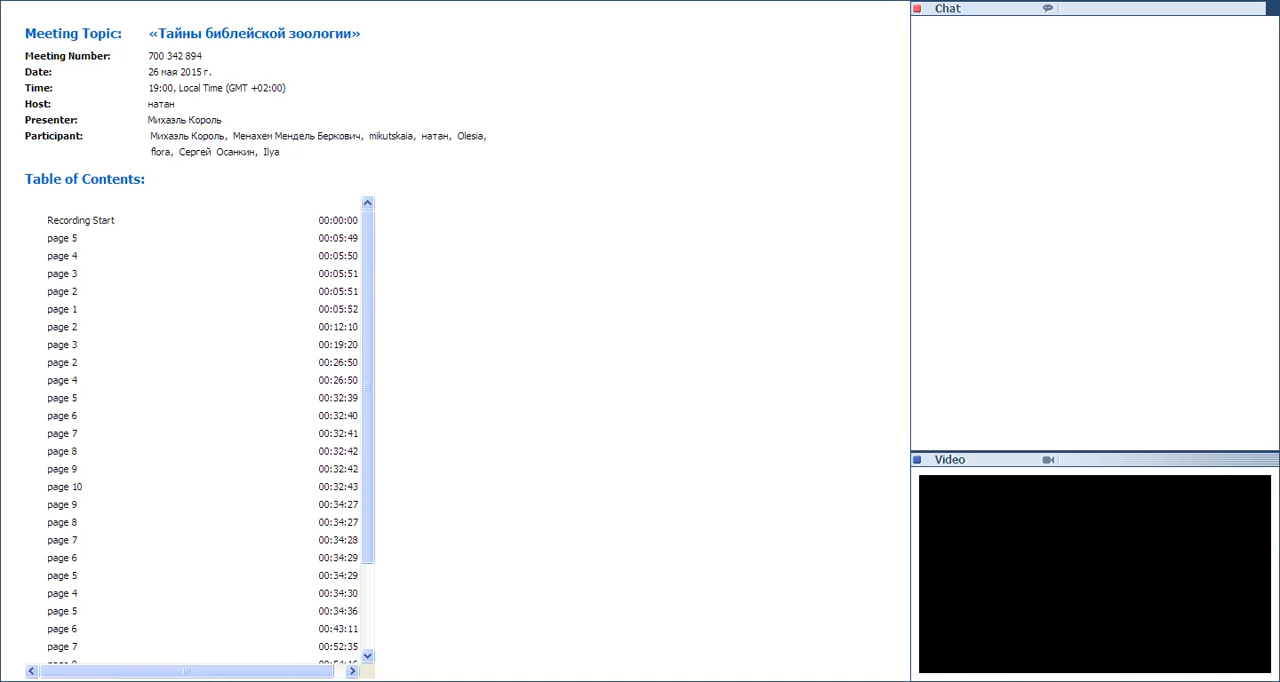 Meeting Topic: «Тайны библейской зоологии»
Meeting Number: 700 342 894
Date: 26 мая 2015 г.
Time: 19:00, Local Time (GMT +02:00)
Host: натан
Presenter: Михаэль Король
Participant: Михаэль Король, Менахем Мендель Беркович, mikutskaia, натан, Olesia,
flora, Сергей Осанкин, Ilya
Table of Contents:
Recording Start 00:00:00
page 5 00:05:49
page 4 00:05:50
page 3 00:05:51
page 2 00:05:51
page 1 00:05:52
page 2 00:12:10
page 3 00:19:20
page 2 00:26:50
page 4 00:26:50
page 5 00:32:39
page 6 00:32:40
page 7 00:32:41
page 8 00:32:42
page 9 00:32:42
page 10 00:32:43
page 9 00:34:27
page 8 00:34:27
page 7 00:34:28
page 6 00:34:29
page 5 00:34:29
page 4 00:34:30
page 5 00:34:36
page 6 00:43:11
page 7 00:52:35
Chat
Video